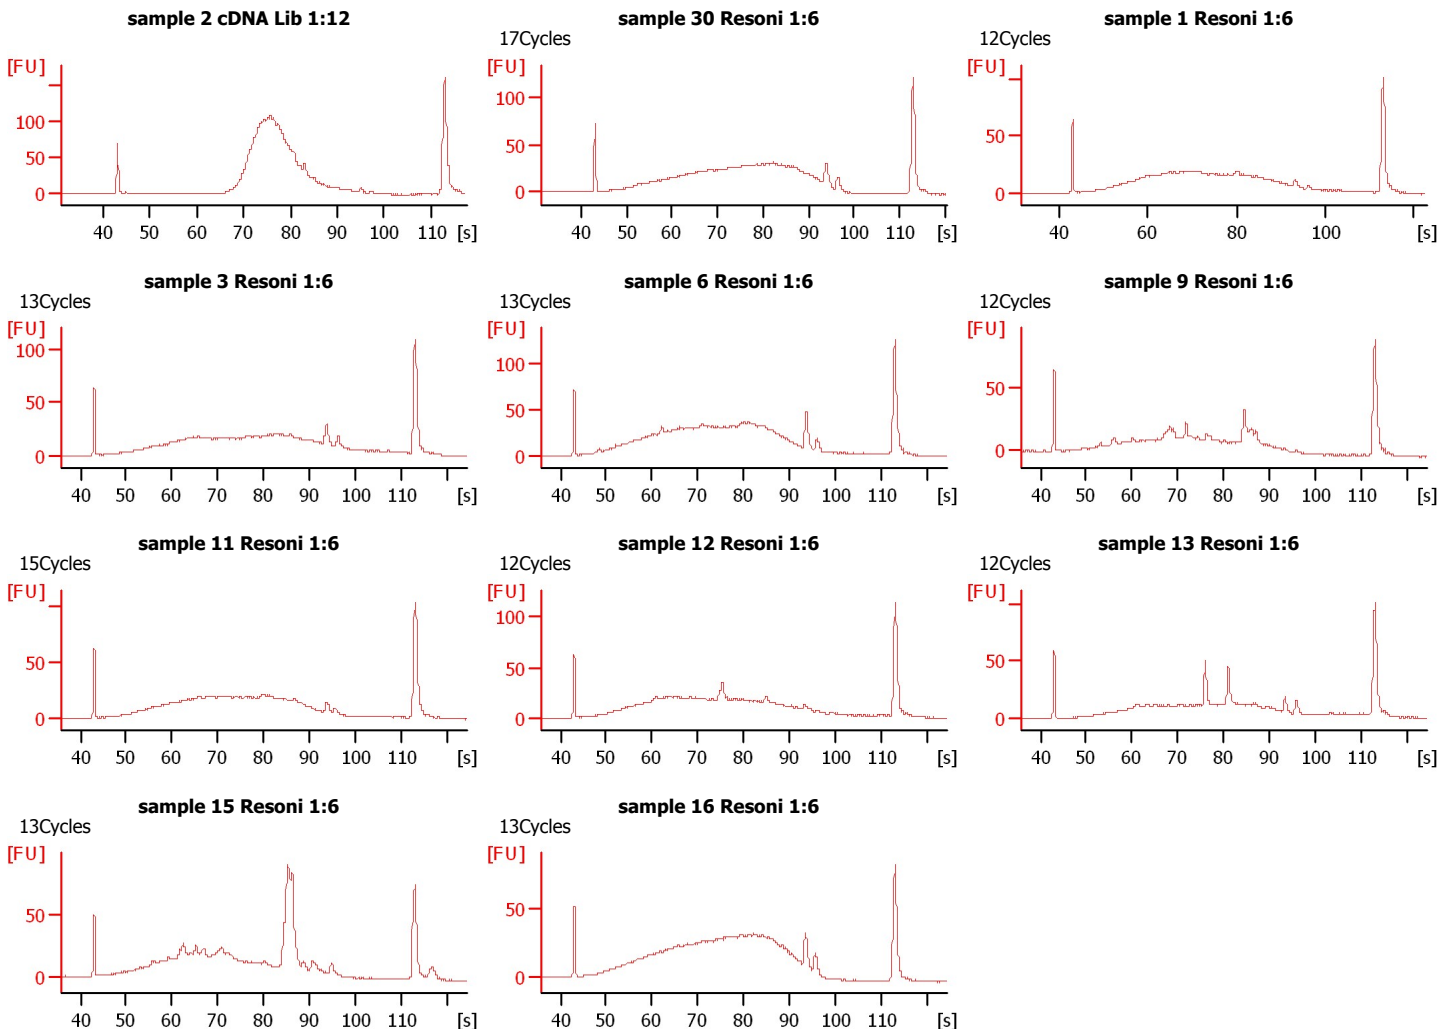 sample 2 cDNA Lib 1:12
[FU]
100
50
0
40 50 60 70 80 90 100 110 [s]
sample 30 Resoni 1:6
17Cycles
[FU]
100
50
0
40 50 60 70 80 90 100 110 [s]
sample 1 Resoni 1:6
12Cycles
[FU]
50
0
40 60 80 100 [s]
sample 3 Resoni 1:6
13Cycles
[FU]
100
50
0
40 50 60 70 80 90 100 110 [s]
sample 6 Resoni 1:6
13Cycles
[FU]
100
50
0
40 50 60 70 80 90 100 110 [s]
sample 9 Resoni 1:6
12Cycles
[FU]
50
0
40 50 60 70 80 90 100 110 [s]
sample 11 Resoni 1:6
15Cycles
[FU]
50
0
40 50 60 70 80 90 100 110 [s]
sample 12 Resoni 1:6
12Cycles
[FU]
100
50
0
40 50 60 70 80 90 100 110 [s]
sample 13 Resoni 1:6
12Cycles
[FU]
50
0
40 50 60 70 80 90 100 110 [s]
sample 15 Resoni 1:6
13Cycles
[FU]
50
0
40 50 60 70 80 90 100 110 [s]
sample 16 Resoni 1:6
13Cycles
[FU]
50
0
40 50 60 70 80 90 100 110 [s]